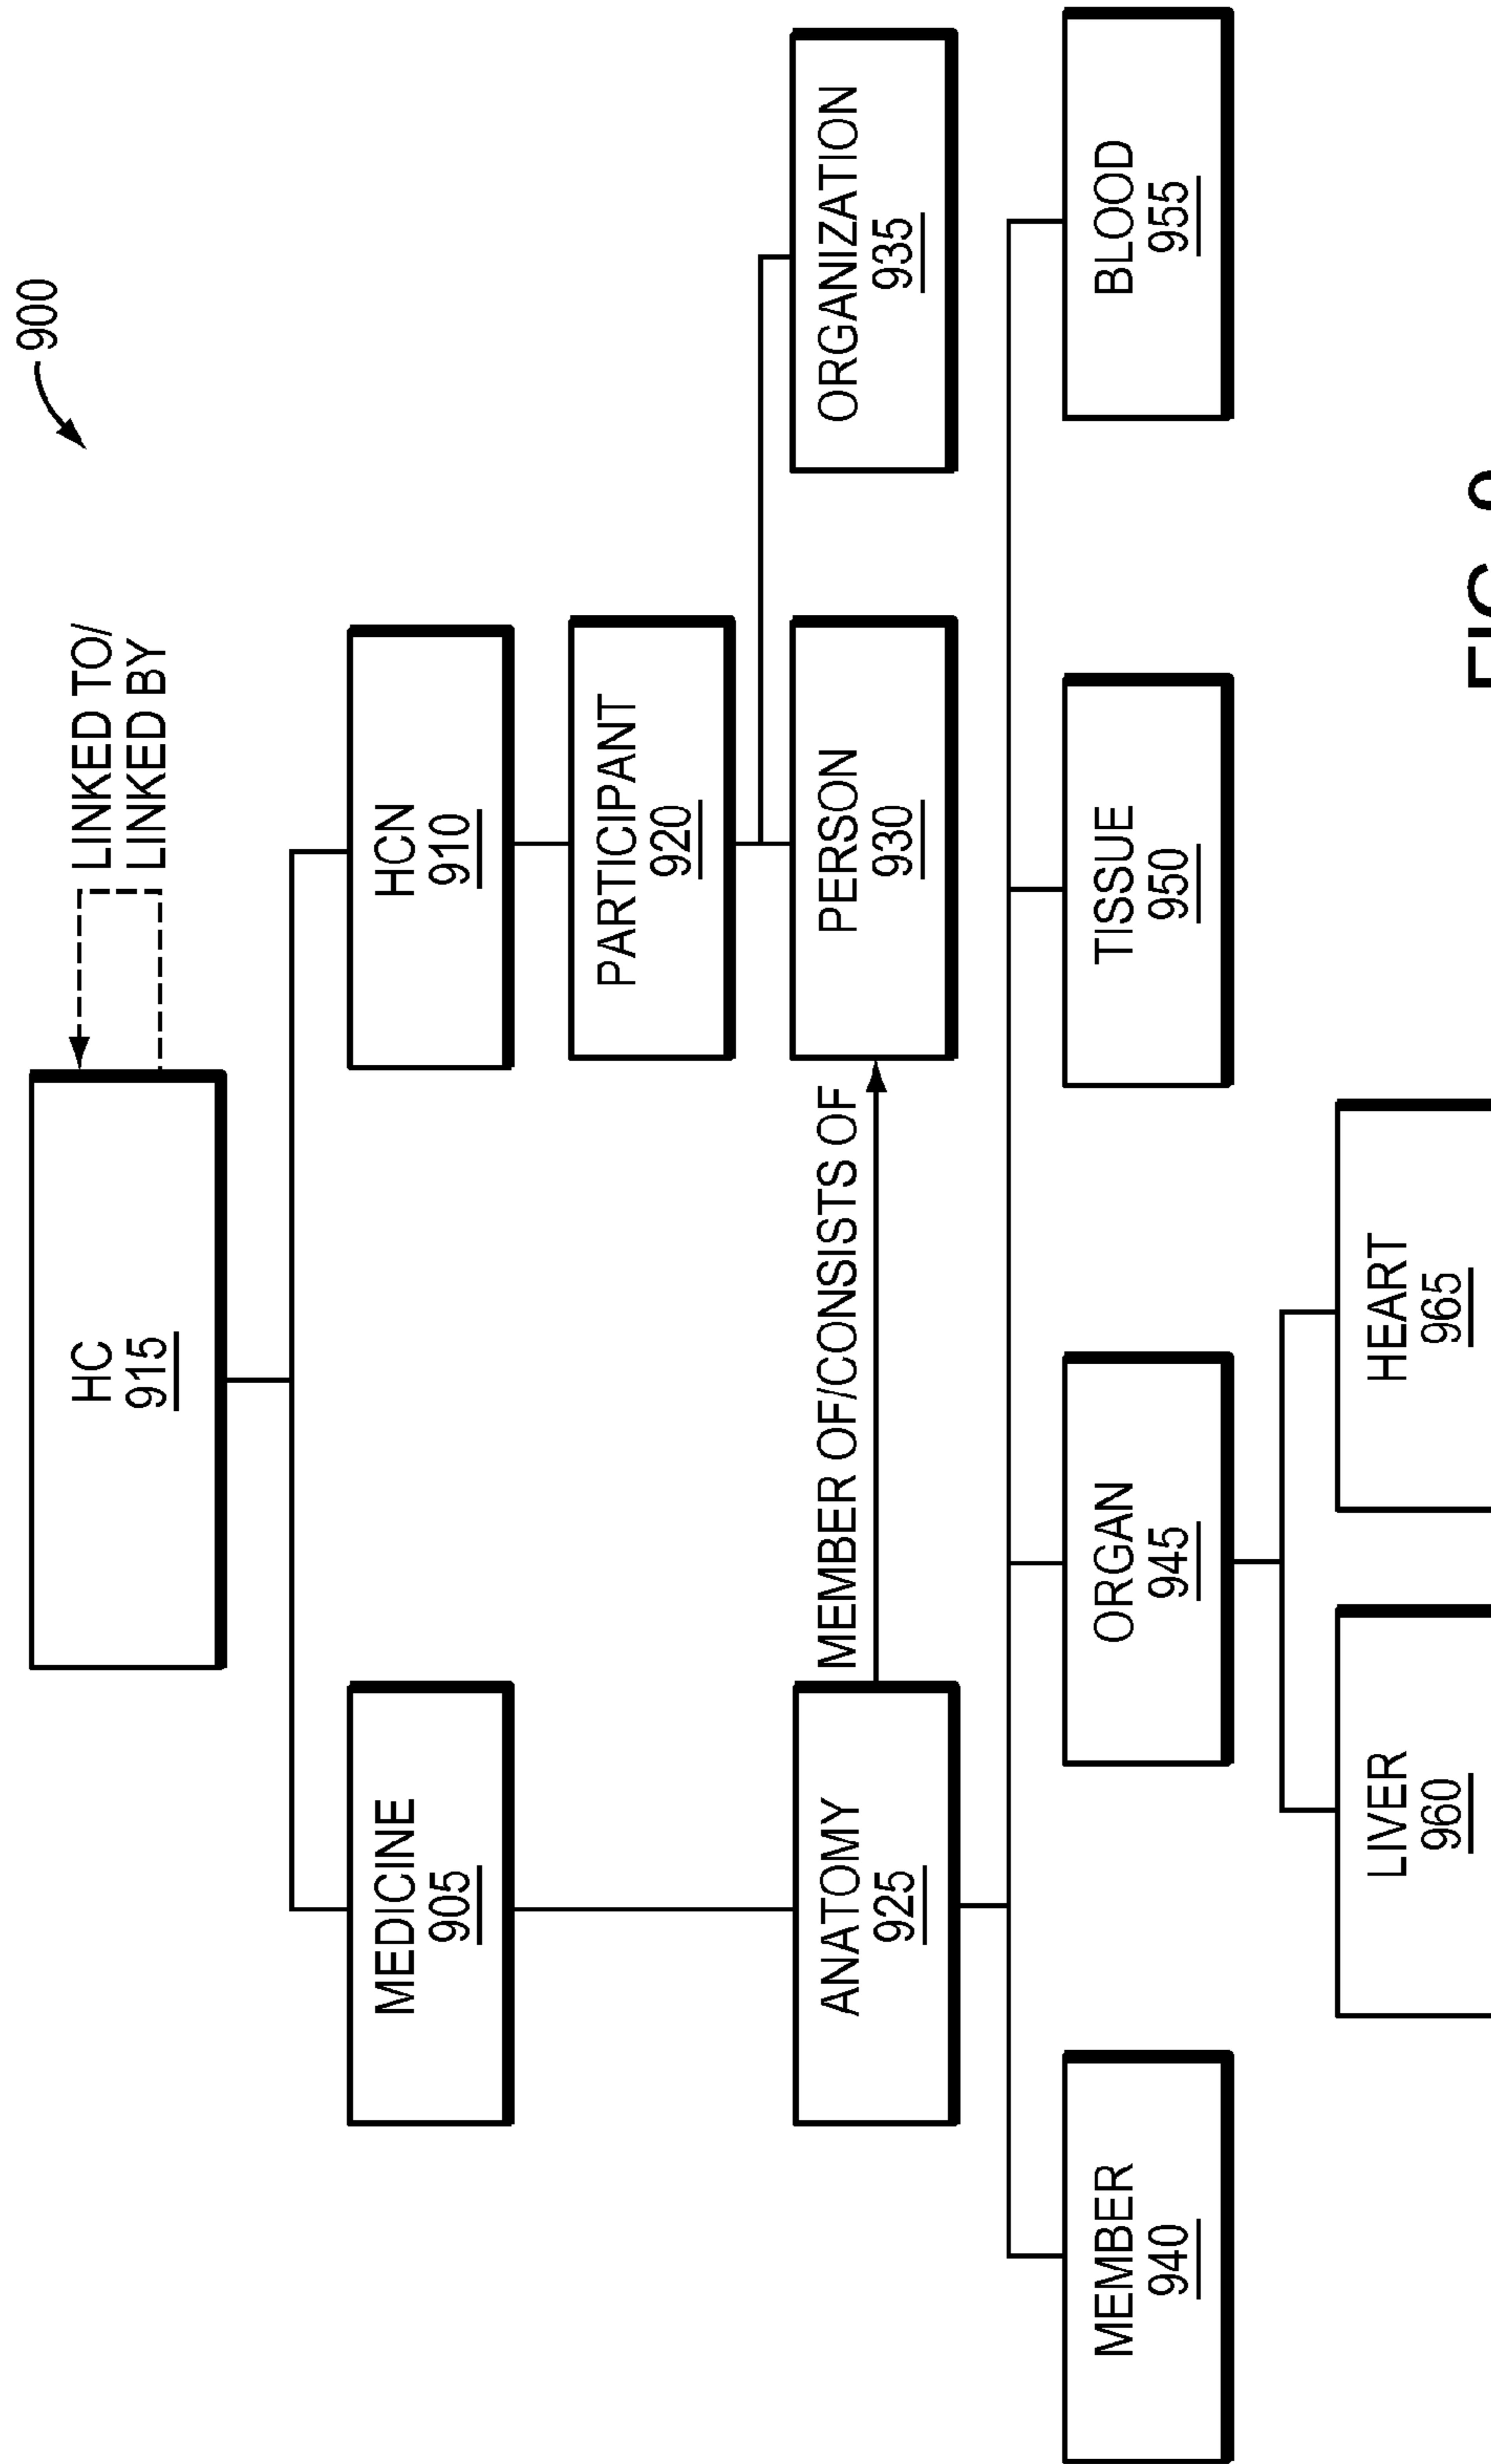 900
HC
915
LINKED TO/
LINKED BY
MEDICINE
905
HCN
910
PARTICIPANT
920
ANATOMY
925
MEMBER OF/CONSISTS OF
PERSON
930
ORGANIZATION
935
MEMBER
940
ORGAN
945
TISSUE
950
BLOOD
955
LIVER
960
HEART
965